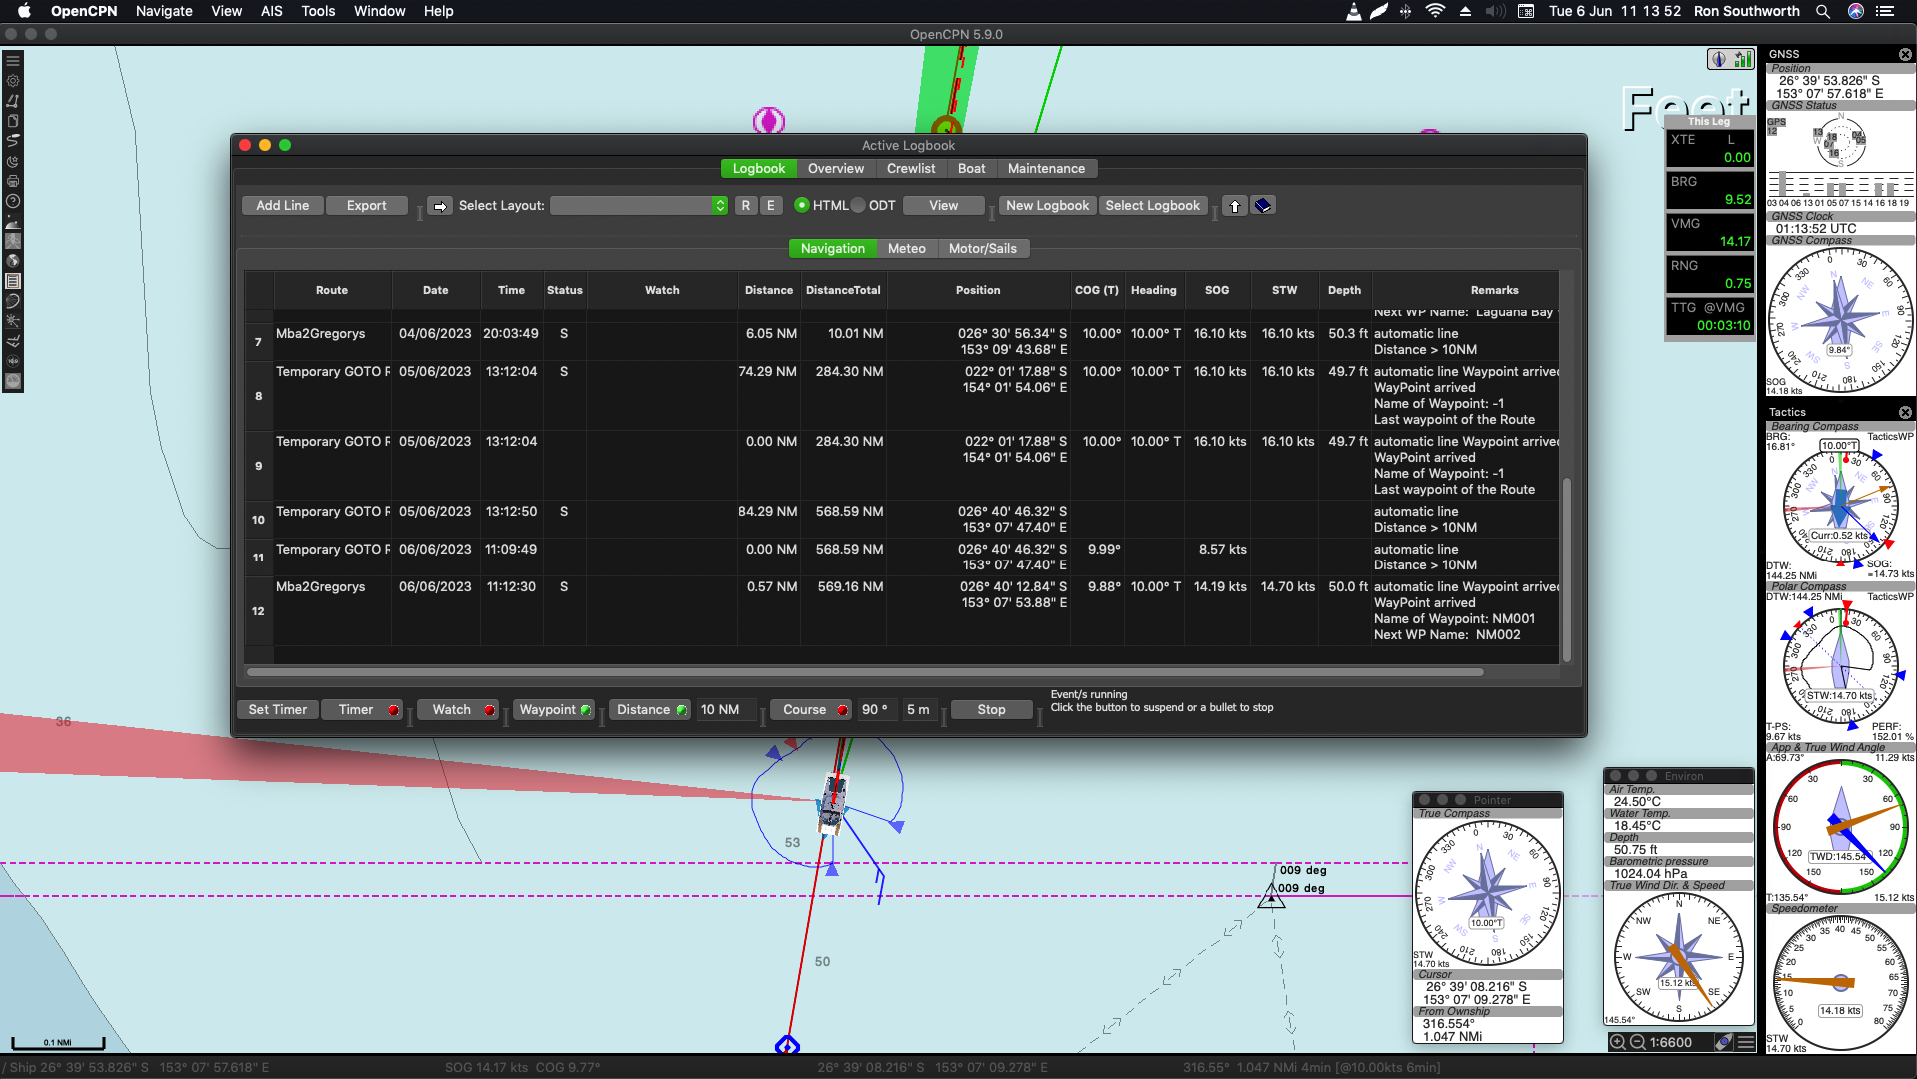 OpenCPN Navigate View AIS Tools Window Help
Tue 6 Jun 11 13 52 Ron Southworth
OpenCPN 5.9.0
Active Logbook
Logbook Overview Crewlist Boat Maintenance
Add Line Export Select Layout: R E HTML ODT View New Logbook Select Logbook
Navigation Meteo Motor/Sails
Route Date Time Status Watch Distance DistanceTotal Position COG (T) Heading SOG STW Depth Remarks
Next WP Name: Laguna Bay
7 Mba2Gregorys 04/06/2023 20:03:49 S 6.05 NM 10.01 NM 026° 30' 56.34" S 10.00° 10.00° T 16.10 kts 16.10 kts 50.3 ft automatic line
153° 09' 43.68" E Distance > 10NM
8 Temporary GOTO R 05/06/2023 13:12:04 S 74.29 NM 284.30 NM 022° 01' 17.88" S 10.00° 10.00° T 16.10 kts 16.10 kts 49.7 ft automatic line Waypoint arrived
154° 01' 54.06" E WayPoint arrived
Name of Waypoint: -1
Last waypoint of the Route
9 Temporary GOTO R 05/06/2023 13:12:04 0.00 NM 284.30 NM 022° 01' 17.88" S 10.00° 10.00° T 16.10 kts 16.10 kts 49.7 ft automatic line Waypoint arrived
154° 01' 54.06" E WayPoint arrived
Name of Waypoint: -1
Last waypoint of the Route
10 Temporary GOTO R 05/06/2023 13:12:50 S 84.29 NM 568.59 NM 026° 40' 46.32" S automatic line
153° 07' 47.40" E Distance > 10NM
11 Temporary GOTO R 06/06/2023 11:09:49 0.00 NM 568.59 NM 026° 40' 46.32" S 9.99° 8.57 kts automatic line
153° 07' 47.40" E Distance > 10NM
12 Mba2Gregorys 06/06/2023 11:12:30 S 0.57 NM 569.16 NM 026° 40' 12.84" S 9.88° 10.00° T 14.19 kts 14.70 kts 50.0 ft automatic line Waypoint arrived
153° 07' 53.88" E WayPoint arrived
Name of Waypoint: NM001
Next WP Name: NM002
Set Timer Timer Watch Waypoint Distance 10 NM Course 90 ° 5 m Stop
Event/s running
Click the button to suspend or a bullet to stop
36
53
50
009 deg
009 deg
0.1 NMi
Feet
This Leg
XTE L
0.00
BRG
9.52
VMG
14.17
RNG
0.75
TTG @VMG
00:03:10
GNSS
Position
26° 39' 53.826" S
153° 07' 57.618" E
GNSS Status
GPS
12
03 04 06 13 01 05 07 15 14 16 18 19
GNSS Clock
01:13:52 UTC
GNSS Compass
9.84°
SOG
14.18 kts
Tactics
Bearing Compass
BRG: TacticsWP
16.81° 10.00°T
Curr:0.52 kts
DTW: SOG:
144.25 NMi =14.73 kts
Polar Compass
DTW:144.25 NMi TacticsWP
STW:14.70 kts
T-PS: PERF:
9.67 kts 152.01 %
App & True Wind Angle
A:69.73° 11.29 kts
TWD:145.54°
T:135.54° 15.12 kts
Speedometer
14.18 kts
STW
14.70 kts
Pointer
True Compass
10.00°T
STW
14.70 kts
Cursor
26° 39' 08.216" S
153° 07' 09.278" E
From Ownship
316.554°
1.047 NMi
Environ
Air Temp.
24.50°C
Water Temp.
18.45°C
Depth
50.75 ft
Barometric pressure
1024.04 hPa
True Wind Dir. & Speed
N NE E SE S SW W NW
15.12 kts
145.54°
1:6600
/ Ship 26° 39' 53.826" S 153° 07' 57.618" E SOG 14.17 kts COG 9.77° 26° 39' 08.216" S 153° 07' 09.278" E 316.55° 1.047 NMi 4min [@10.00kts 6min]